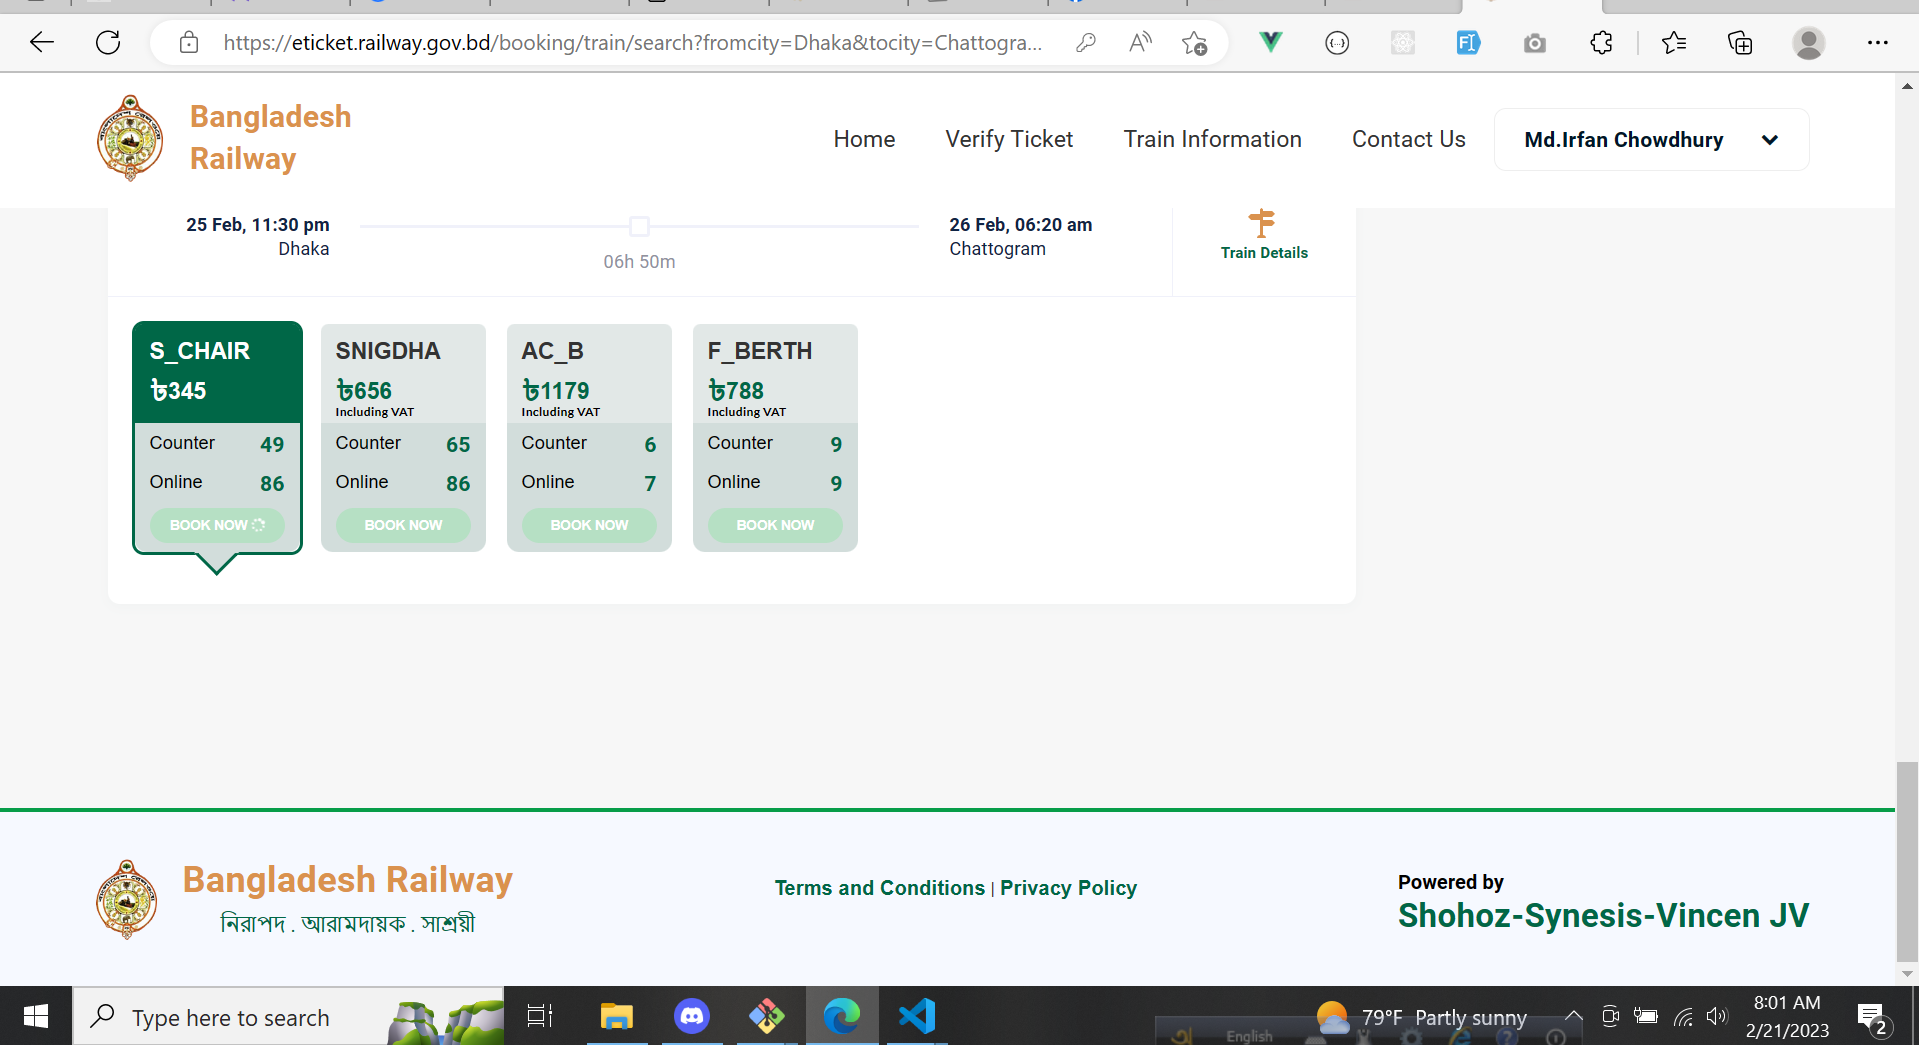 https://eticket.railway.gov.bd/booking/train/search?fromcity=Dhaka&tocity=Chattogra...
Bangladesh
Railway
Home
Verify Ticket
Train Information
Contact Us
Md.Irfan Chowdhury
25 Feb, 11:30 pm
Dhaka
06h 50m
26 Feb, 06:20 am
Chattogram
Train Details
S_CHAIR
৳345
Counter 49
Online 86
BOOK NOW
SNIGDHA
৳656
Including VAT
Counter 65
Online 86
BOOK NOW
AC_B
৳1179
Including VAT
Counter 6
Online 7
BOOK NOW
F_BERTH
৳788
Including VAT
Counter 9
Online 9
BOOK NOW
Bangladesh Railway
নিরাপদ . আরামদায়ক . সাশ্রয়ী
Terms and Conditions | Privacy Policy
Powered by
Shohoz-Synesis-Vincen JV
Type here to search
অ English
79°F Partly sunny
8:01 AM
2/21/2023
2